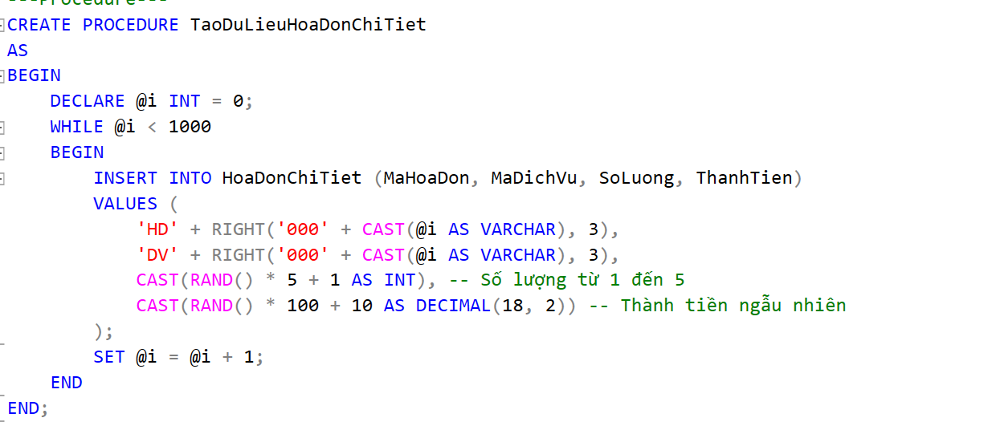 ---Procedure---
CREATE PROCEDURE TaoDuLieuHoaDonChiTiet
AS
BEGIN
    DECLARE @i INT = 0;
    WHILE @i < 1000
    BEGIN
        INSERT INTO HoaDonChiTiet (MaHoaDon, MaDichVu, SoLuong, ThanhTien)
        VALUES (
            'HD' + RIGHT('000' + CAST(@i AS VARCHAR), 3),
            'DV' + RIGHT('000' + CAST(@i AS VARCHAR), 3),
            CAST(RAND() * 5 + 1 AS INT), -- Số lượng từ 1 đến 5
            CAST(RAND() * 100 + 10 AS DECIMAL(18, 2)) -- Thành tiền ngẫu nhiên
        );
        SET @i = @i + 1;
    END
END;